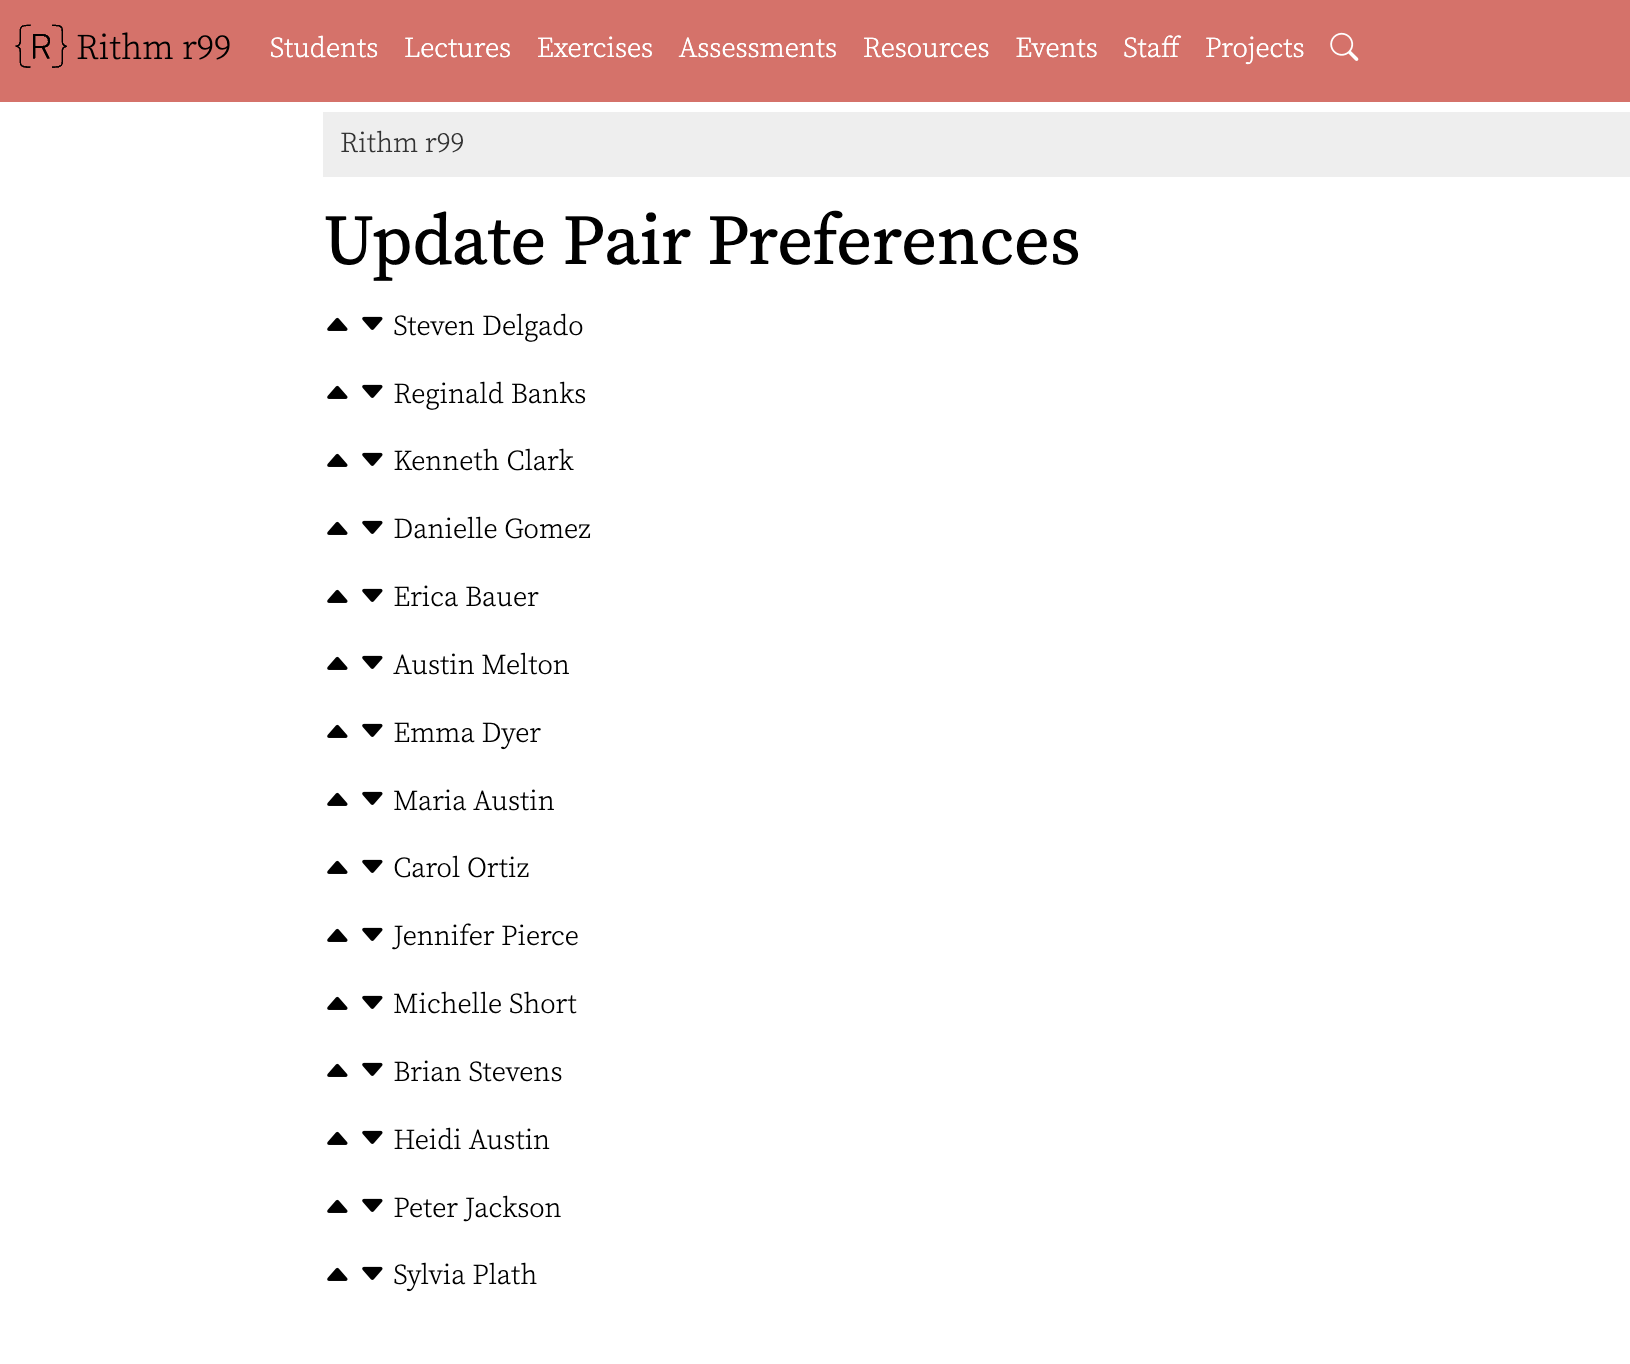 {R} Rithm r99 Students Lectures Exercises Assessments Resources Events Staff Projects
Rithm r99
Update Pair Preferences
Steven Delgado
Reginald Banks
Kenneth Clark
Danielle Gomez
Erica Bauer
Austin Melton
Emma Dyer
Maria Austin
Carol Ortiz
Jennifer Pierce
Michelle Short
Brian Stevens
Heidi Austin
Peter Jackson
Sylvia Plath